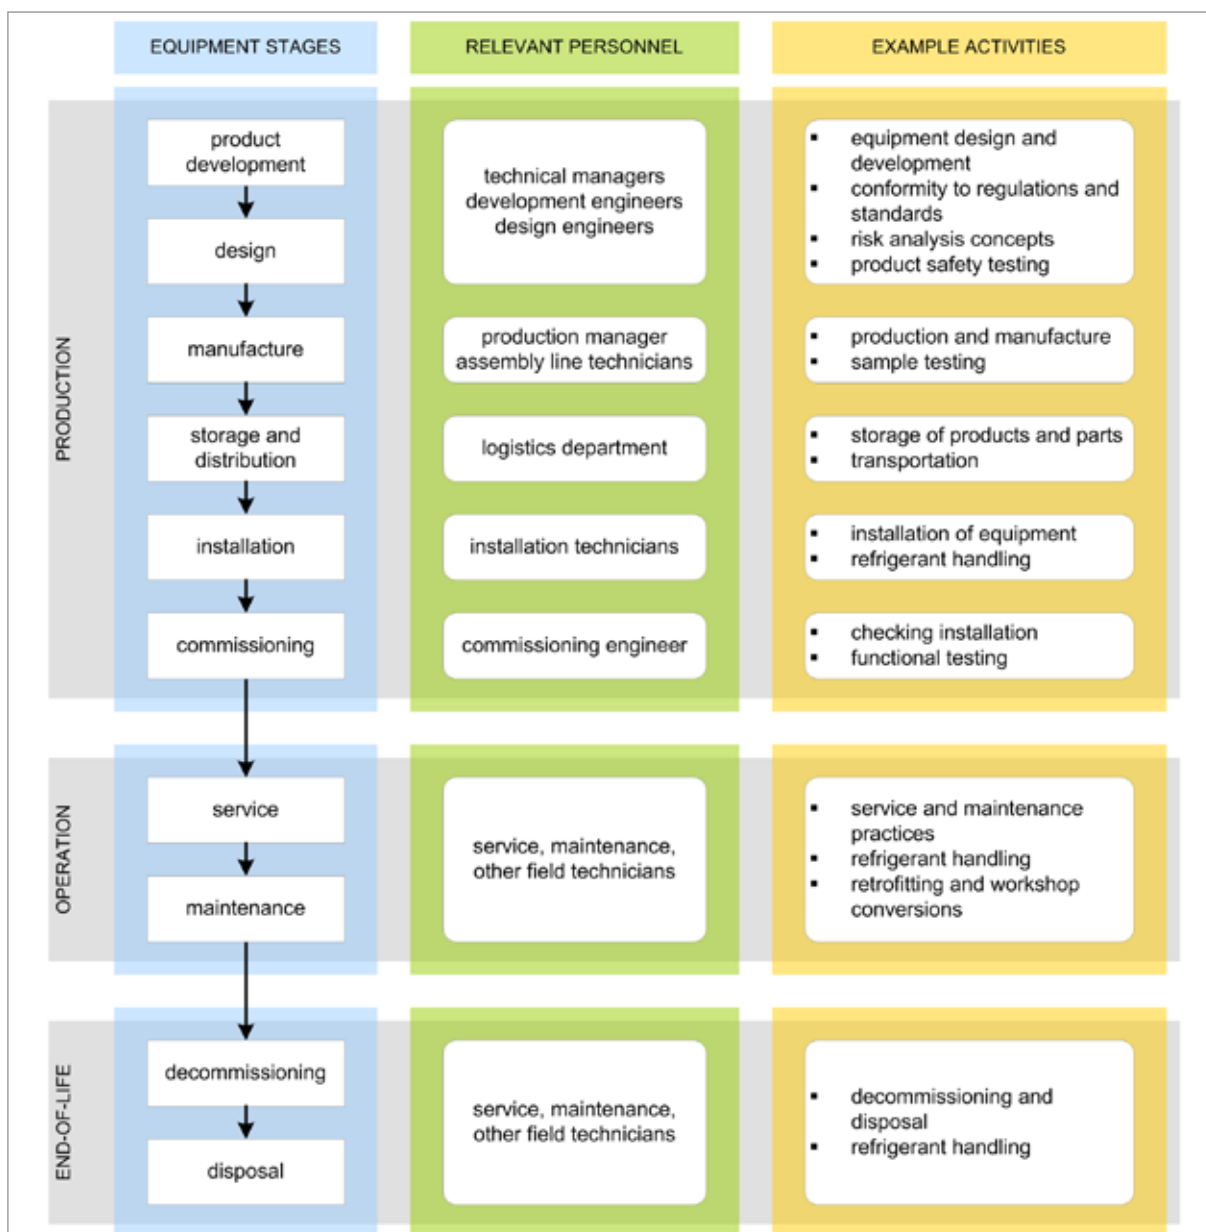 EQUIPMENT STAGES
RELEVANT PERSONNEL
EXAMPLE ACTIVITIES
PRODUCTION
product
development
design
manufacture
storage and
distribution
installation
commissioning
technical managers
development engineers
design engineers
production manager
assembly line technicians
logistics department
installation technicians
commissioning engineer
▪ equipment design and
development
▪ conformity to regulations and
standards
▪ risk analysis concepts
▪ product safety testing
▪ production and manufacture
▪ sample testing
▪ storage of products and parts
▪ transportation
▪ installation of equipment
▪ refrigerant handling
▪ checking installation
▪ functional testing
OPERATION
service
maintenance
service, maintenance,
other field technicians
▪ service and maintenance
practices
▪ refrigerant handling
▪ retrofitting and workshop
conversions
END-OF-LIFE
decommissioning
disposal
service, maintenance,
other field technicians
▪ decommissioning and
disposal
▪ refrigerant handling